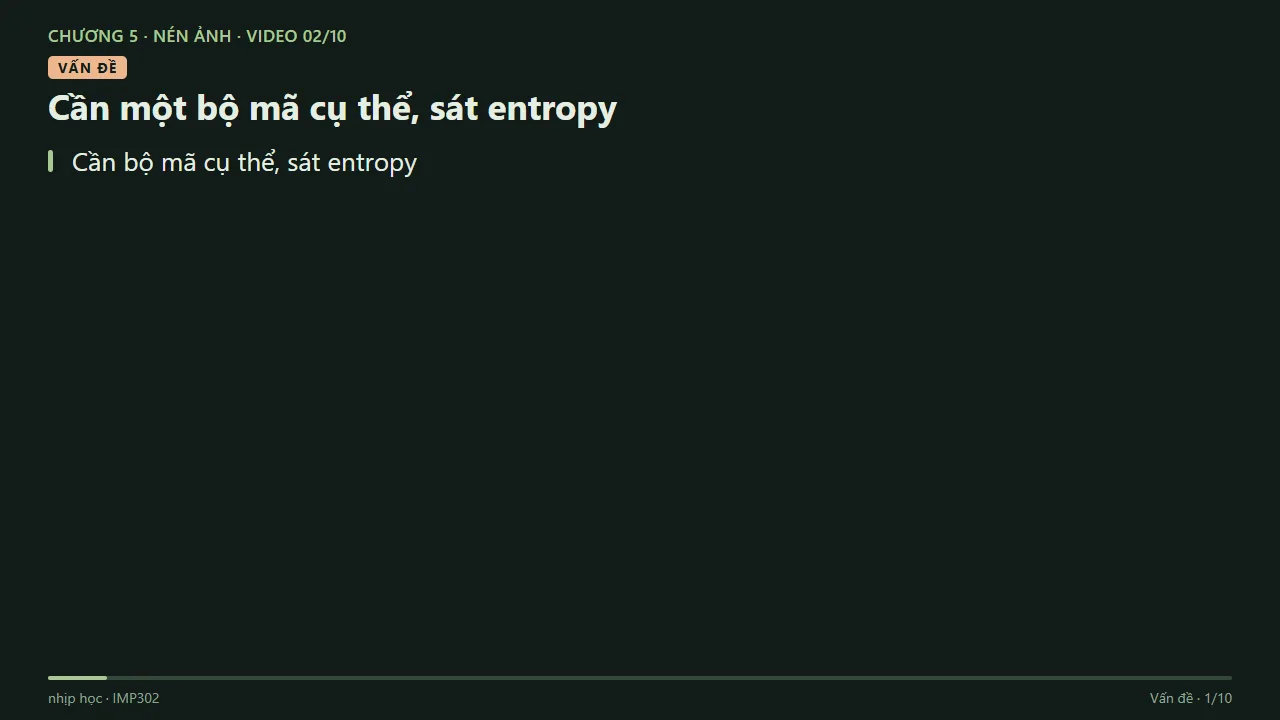 CHƯƠNG 5 · NÉN ẢNH · VIDEO 02/10
VẤN ĐỀ
Cần một bộ mã cụ thể, sát entropy
Cần bộ mã cụ thể, sát entropy
nhịp học · IMP302
Vấn đề · 1/10